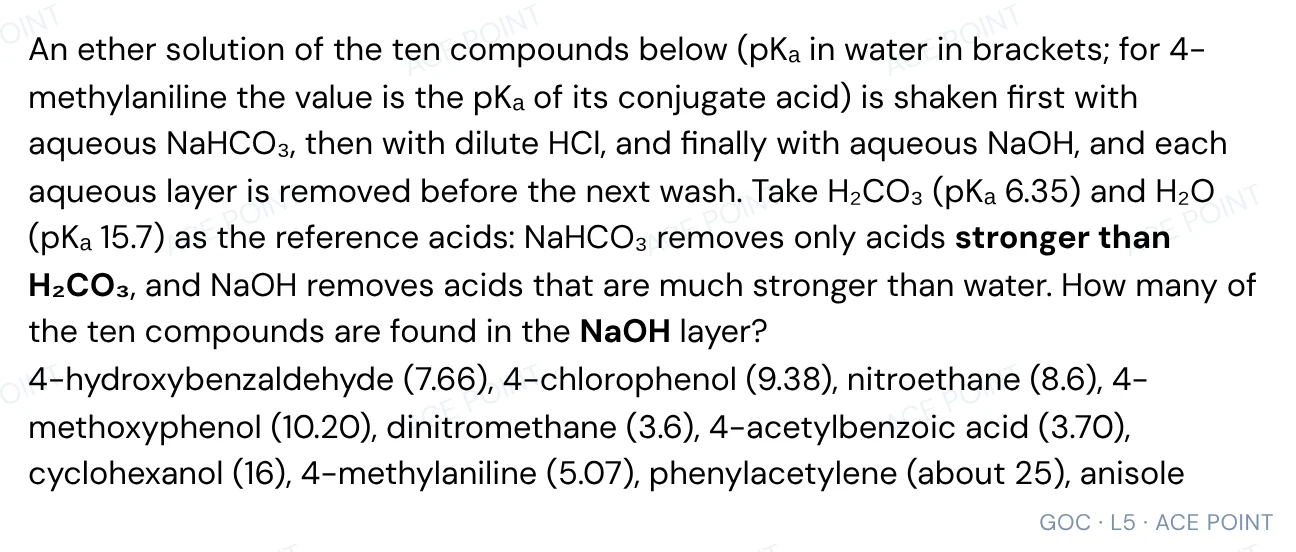 An ether solution of the ten compounds below (pKₐ in water in brackets; for 4-
methylaniline the value is the pKₐ of its conjugate acid) is shaken first with
aqueous NaHCO₃, then with dilute HCl, and finally with aqueous NaOH, and each
aqueous layer is removed before the next wash. Take H₂CO₃ (pKₐ 6.35) and H₂O
(pKₐ 15.7) as the reference acids: NaHCO₃ removes only acids stronger than
H₂CO₃, and NaOH removes acids that are much stronger than water. How many of
the ten compounds are found in the NaOH layer?
4-hydroxybenzaldehyde (7.66), 4-chlorophenol (9.38), nitroethane (8.6), 4-
methoxyphenol (10.20), dinitromethane (3.6), 4-acetylbenzoic acid (3.70),
cyclohexanol (16), 4-methylaniline (5.07), phenylacetylene (about 25), anisole
GOC · L5 · ACE POINT